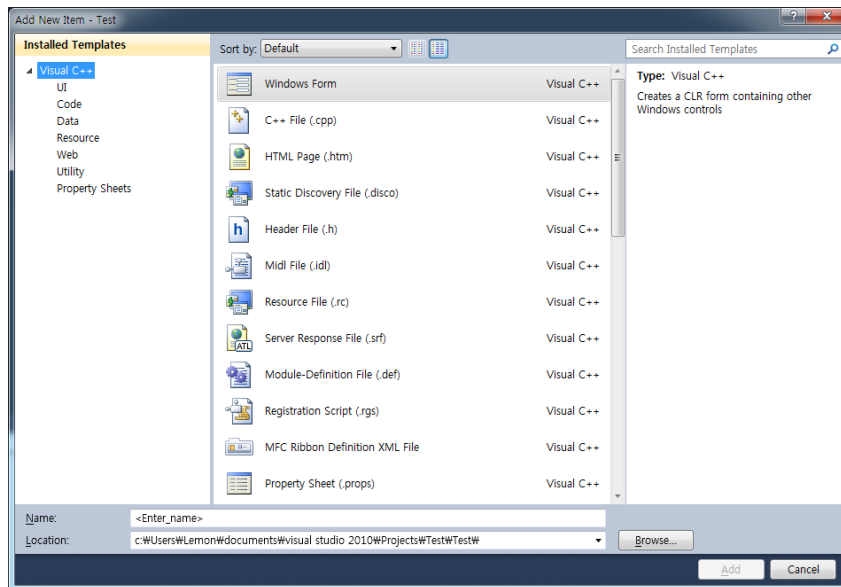 Add New Item - Test
Installed Templates
Visual C++
UI
Code
Data
Resource
Web
Utility
Property Sheets
Sort by: Default
Search Installed Templates
Windows Form Visual C++
C++ File (.cpp) Visual C++
HTML Page (.htm) Visual C++
Static Discovery File (.disco) Visual C++
Header File (.h) Visual C++
Midl File (.idl) Visual C++
Resource File (.rc) Visual C++
ATL
Server Response File (.srf) Visual C++
Module-Definition File (.def) Visual C++
Registration Script (.rgs) Visual C++
MFC Ribbon Definition XML File Visual C++
Property Sheet (.props) Visual C++
Type: Visual C++
Creates a CLR form containing other
Windows controls
Name: <Enter_name>
Location: c:₩Users₩Lemon₩documents₩visual studio 2010₩Projects₩Test₩Test₩
Browse...
Add
Cancel